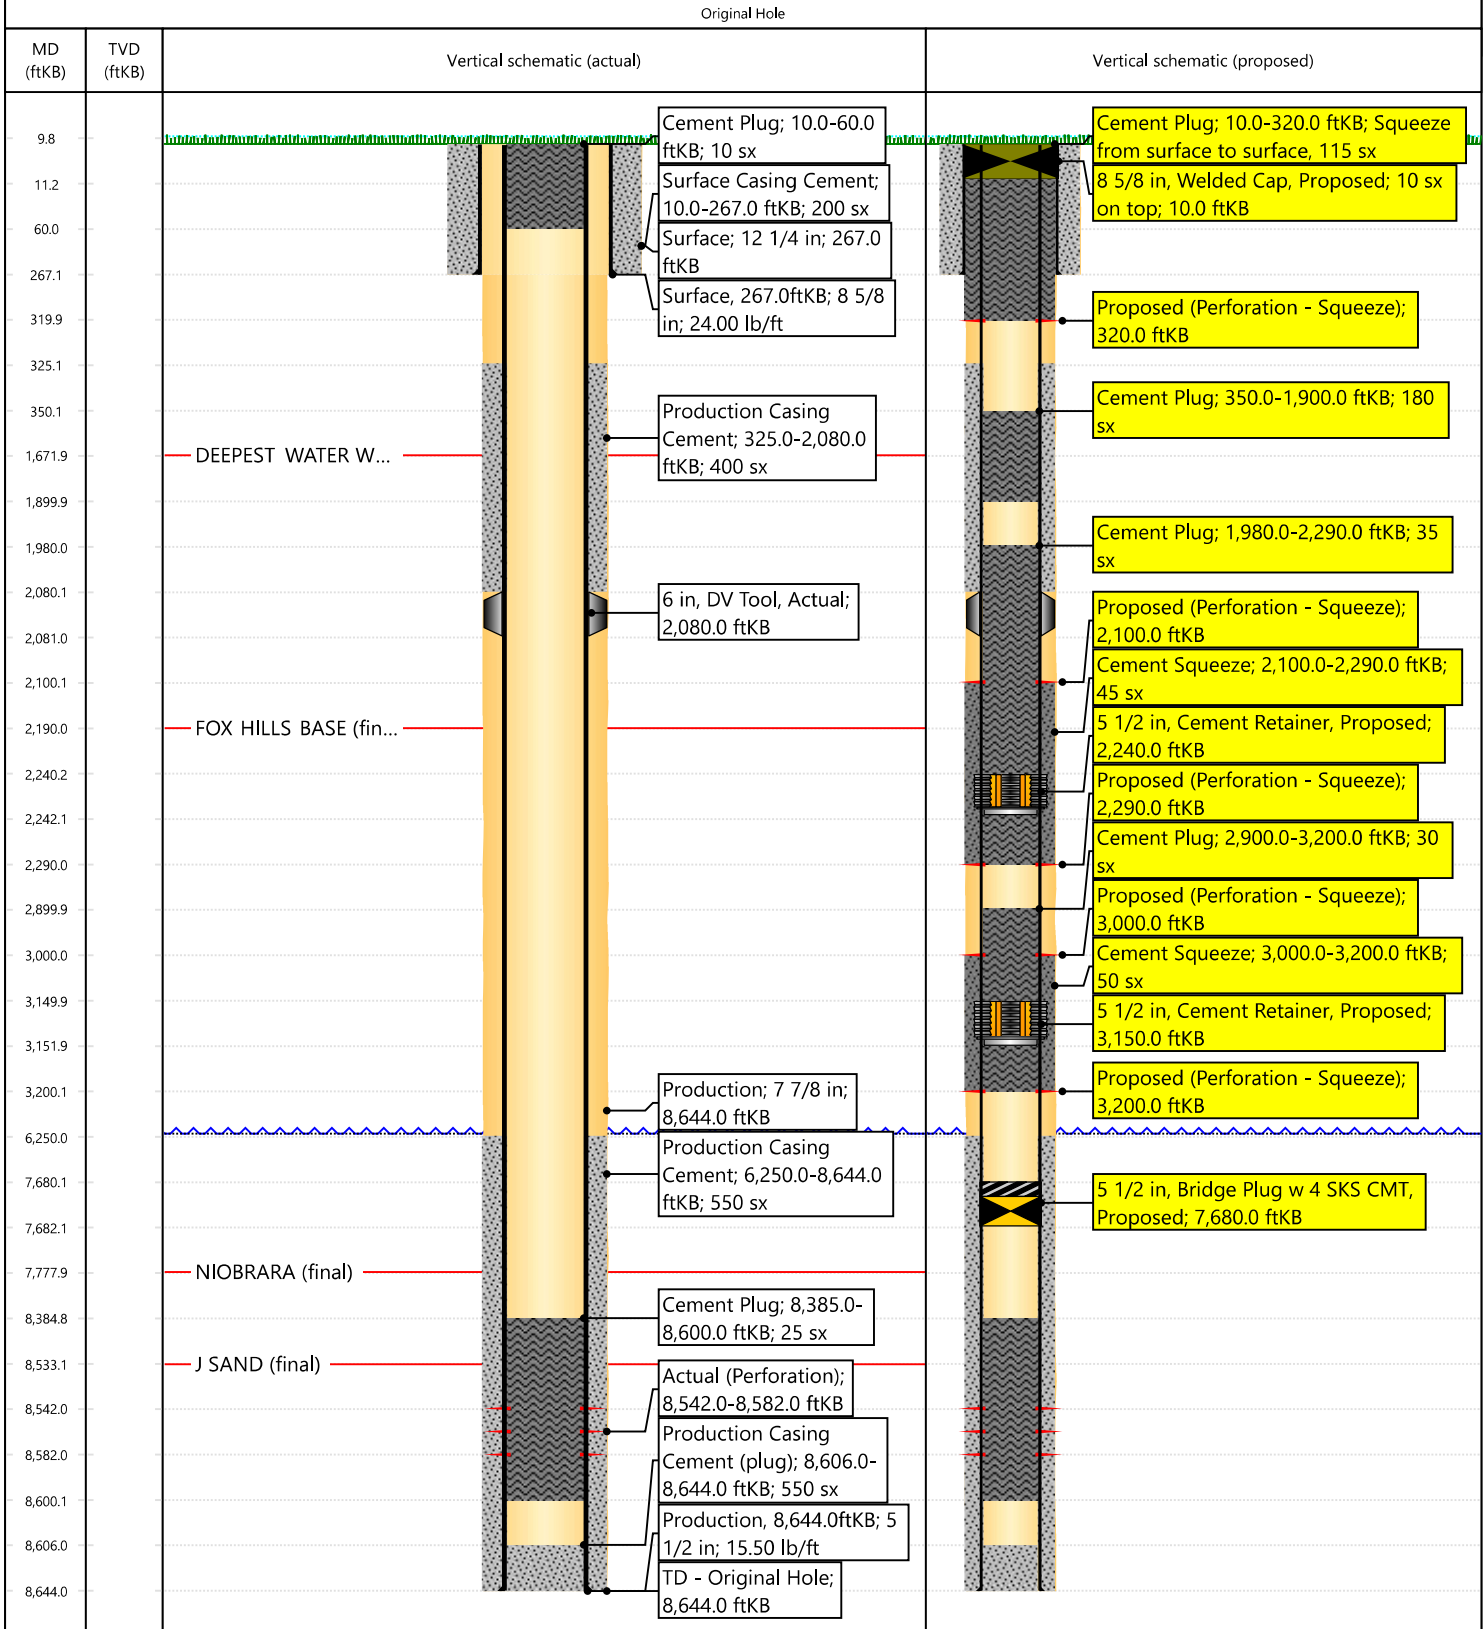 Original Hole
MD
(ftKB)
TVD
(ftKB)
Vertical schematic (actual)
Vertical schematic (proposed)
9.8
11.2
60.0
267.1
319.9
325.1
350.1
1,671.9
1,899.9
1,980.0
2,080.1
2,081.0
2,100.1
2,190.0
2,240.2
2,242.1
2,290.0
2,899.9
3,000.0
3,149.9
3,151.9
3,200.1
6,250.0
7,680.1
7,682.1
7,777.9
8,384.8
8,533.1
8,542.0
8,582.0
8,600.1
8,606.0
8,644.0
DEEPEST WATER W...
FOX HILLS BASE (fin...
NIOBRARA (final)
J SAND (final)
Cement Plug; 10.0-60.0
ftKB; 10 sx
Surface Casing Cement;
10.0-267.0 ftKB; 200 sx
Surface; 12 1/4 in; 267.0
ftKB
Surface, 267.0ftKB; 8 5/8
in; 24.00 lb/ft
Production Casing
Cement; 325.0-2,080.0
ftKB; 400 sx
6 in, DV Tool, Actual;
2,080.0 ftKB
Production; 7 7/8 in;
8,644.0 ftKB
Production Casing
Cement; 6,250.0-8,644.0
ftKB; 550 sx
Cement Plug; 8,385.0-
8,600.0 ftKB; 25 sx
Actual (Perforation);
8,542.0-8,582.0 ftKB
Production Casing
Cement (plug); 8,606.0-
8,644.0 ftKB; 550 sx
Production, 8,644.0ftKB; 5
1/2 in; 15.50 lb/ft
TD - Original Hole;
8,644.0 ftKB
Cement Plug; 10.0-320.0 ftKB; Squeeze
from surface to surface, 115 sx
8 5/8 in, Welded Cap, Proposed; 10 sx
on top; 10.0 ftKB
Proposed (Perforation - Squeeze);
320.0 ftKB
Cement Plug; 350.0-1,900.0 ftKB; 180
sx
Cement Plug; 1,980.0-2,290.0 ftKB; 35
sx
Proposed (Perforation - Squeeze);
2,100.0 ftKB
Cement Squeeze; 2,100.0-2,290.0 ftKB;
45 sx
5 1/2 in, Cement Retainer, Proposed;
2,240.0 ftKB
Proposed (Perforation - Squeeze);
2,290.0 ftKB
Cement Plug; 2,900.0-3,200.0 ftKB; 30
sx
Proposed (Perforation - Squeeze);
3,000.0 ftKB
Cement Squeeze; 3,000.0-3,200.0 ftKB;
50 sx
5 1/2 in, Cement Retainer, Proposed;
3,150.0 ftKB
Proposed (Perforation - Squeeze);
3,200.0 ftKB
5 1/2 in, Bridge Plug w 4 SKS CMT,
Proposed; 7,680.0 ftKB